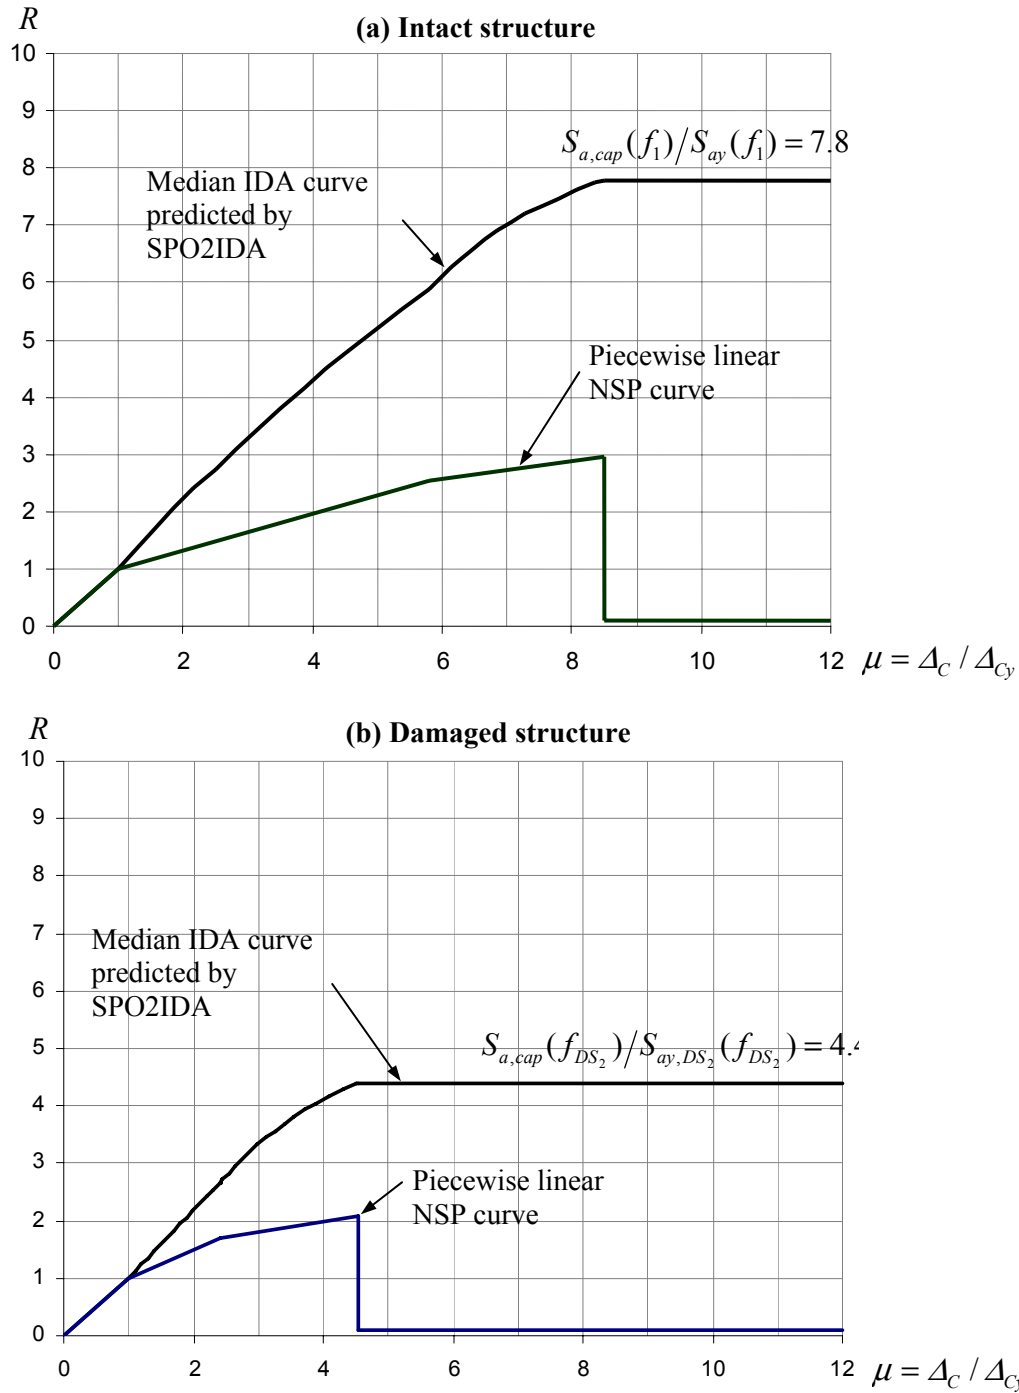 R
(a) Intact structure
10
9
8
7
6
5
4
3
2
1
0
S_{a,cap}(f_1)/S_{ay}(f_1) = 7.8
Median IDA curve
predicted by
SPO2IDA
Piecewise linear
NSP curve
0 2 4 6 8 10 12
μ = Δ_C / Δ_{Cy}
R
(b) Damaged structure
10
9
8
7
6
5
4
3
2
1
0
Median IDA curve
predicted by
SPO2IDA
S_{a,cap}(f_{DS_2})/S_{ay,DS_2}(f_{DS_2}) = 4.4
Piecewise linear
NSP curve
0 2 4 6 8 10 12
μ = Δ_C / Δ_{Cy}